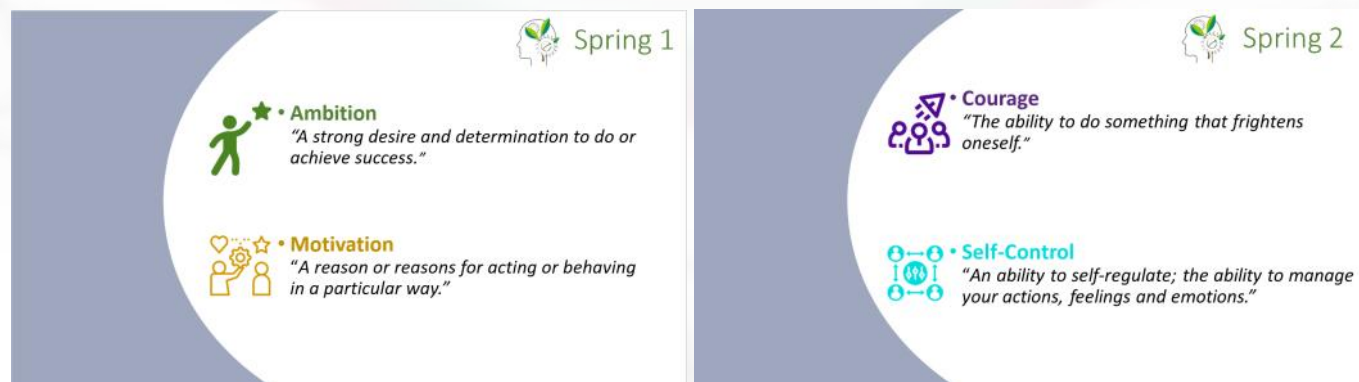 Spring 1
• Ambition
“A strong desire and determination to do or
achieve success.”
• Motivation
“A reason or reasons for acting or behaving
in a particular way.”
Spring 2
• Courage
“The ability to do something that frightens
oneself.”
• Self-Control
“An ability to self-regulate; the ability to manage
your actions, feelings and emotions.”